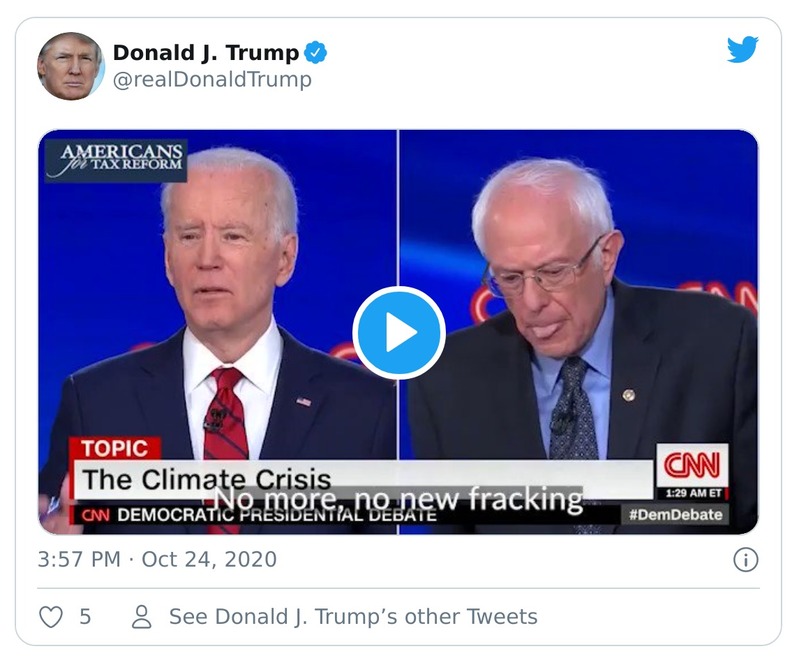 Donald J. Trump
@realDonaldTrump
AMERICANS
for TAX REFORM
TOPIC
The Climate Crisis
No more, no new fracking
CNN
1:29 AM ET
CNN DEMOCRATIC PRESIDENTIAL DEBATE
#DemDebate
3:57 PM · Oct 24, 2020
5
See Donald J. Trump’s other Tweets